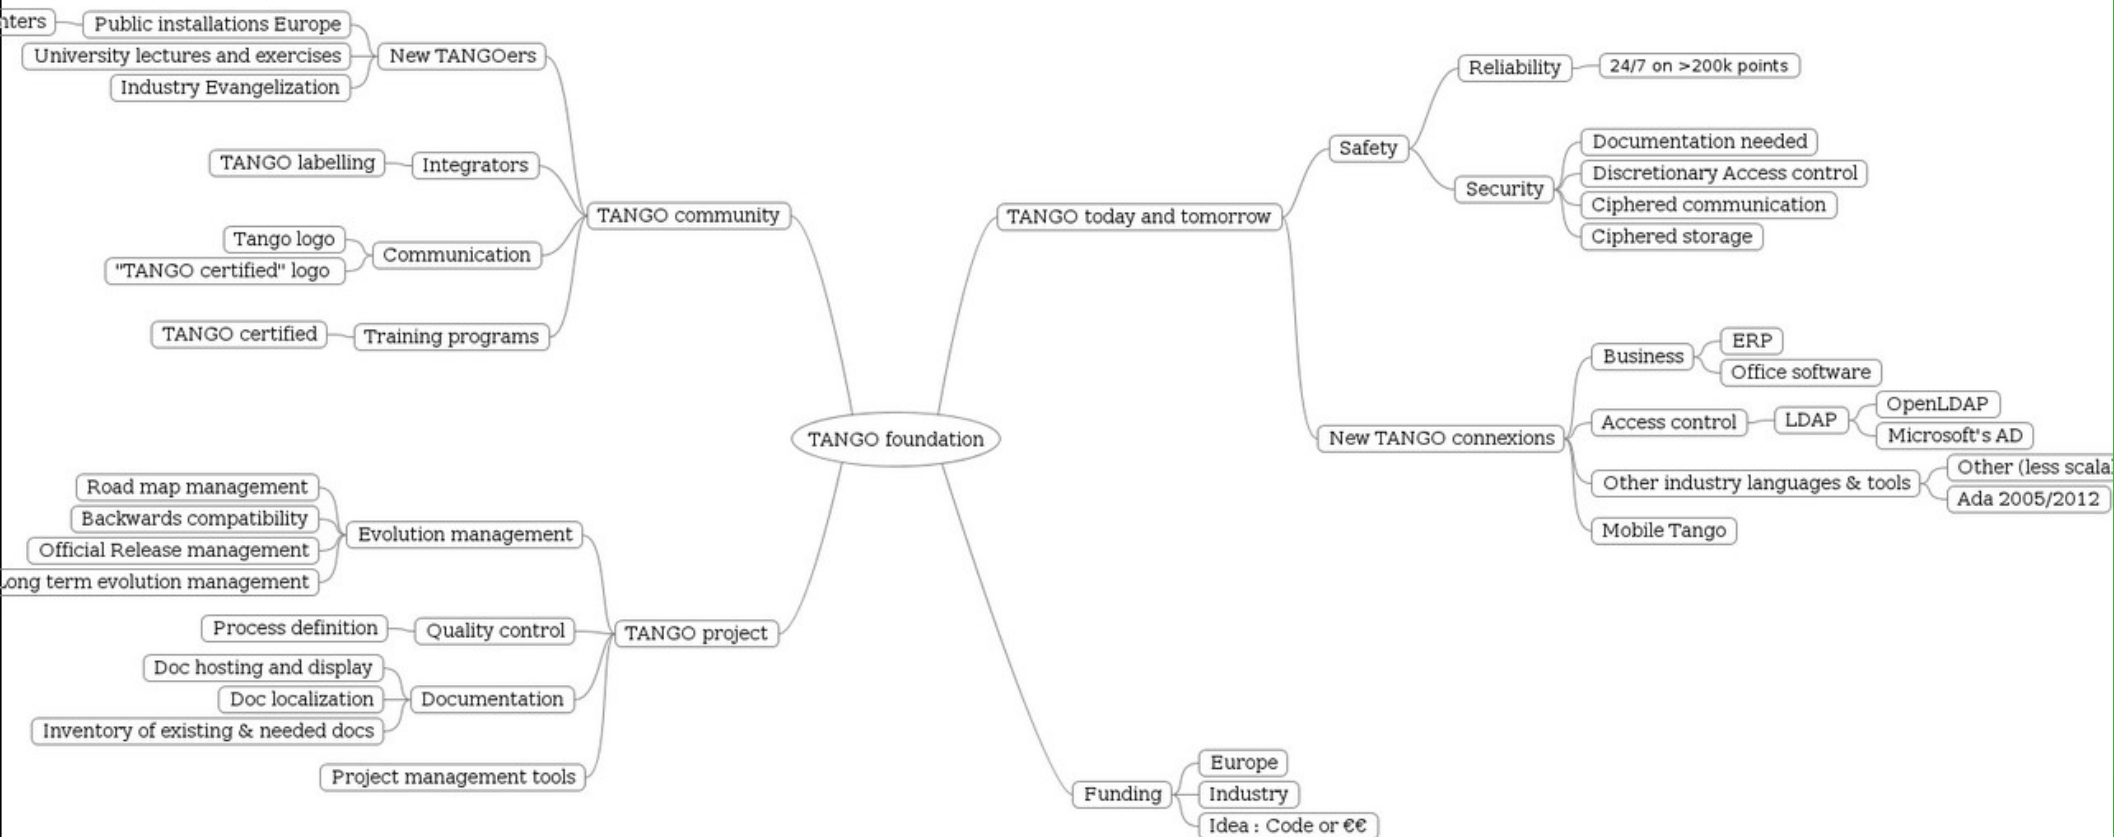 Public installations Europe
University lectures and exercises
Industry Evangelization
New TANGOers
TANGO labelling
Integrators
Tango logo
"TANGO certified" logo
Communication
TANGO certified
Training programs
TANGO community
Road map management
Backwards compatibility
Official Release management
Long term evolution management
Evolution management
Process definition
Quality control
Doc hosting and display
Doc localization
Inventory of existing & needed docs
Documentation
Project management tools
TANGO project
TANGO foundation
TANGO today and tomorrow
Safety
Reliability
24/7 on >200k points
Security
Documentation needed
Discretionary Access control
Ciphered communication
Ciphered storage
New TANGO connexions
Business
ERP
Office software
Access control
LDAP
OpenLDAP
Microsoft's AD
Other industry languages & tools
Other (less
Ada 2005/2012
Mobile Tango
Funding
Europe
Industry
Idea : Code or €€